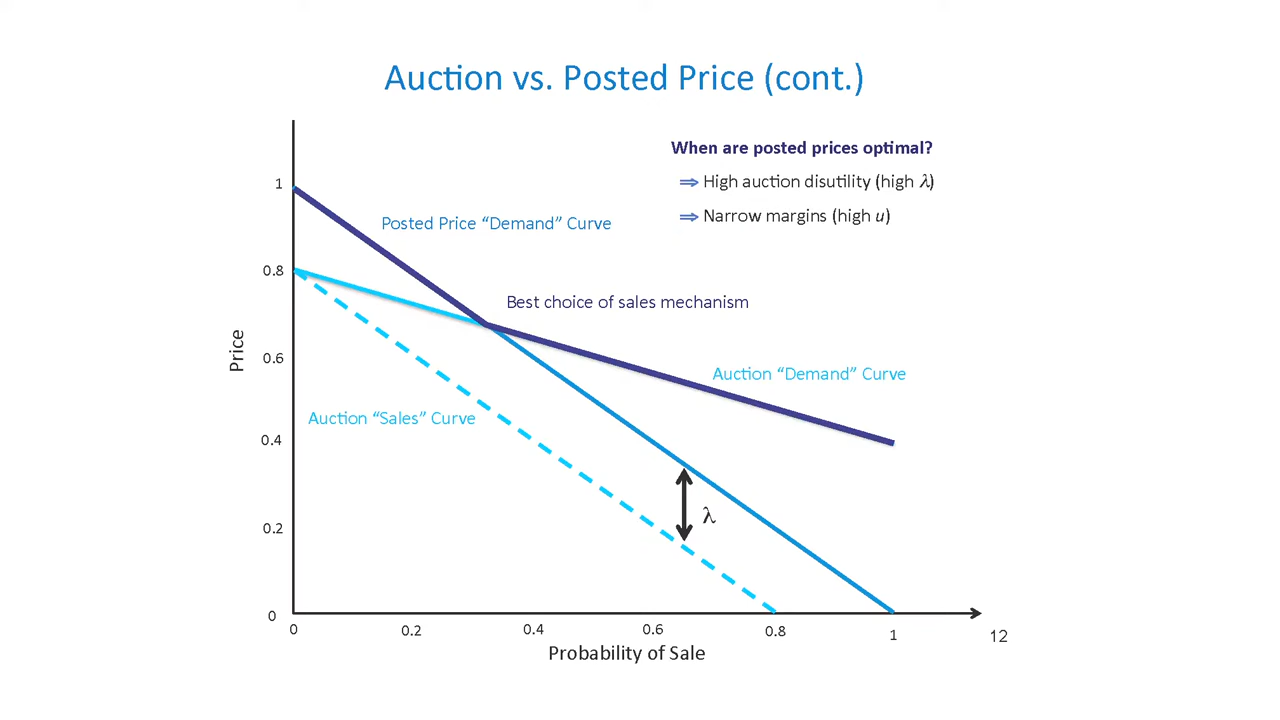 Auction vs. Posted Price (cont.)
When are posted prices optimal?
⇒ High auction disutility (high λ)
⇒ Narrow margins (high u)
Posted Price “Demand” Curve
Best choice of sales mechanism
Auction “Demand” Curve
Auction “Sales” Curve
λ
Price
1
0.8
0.6
0.4
0.2
0
0 0.2 0.4 0.6 0.8 1
Probability of Sale
12